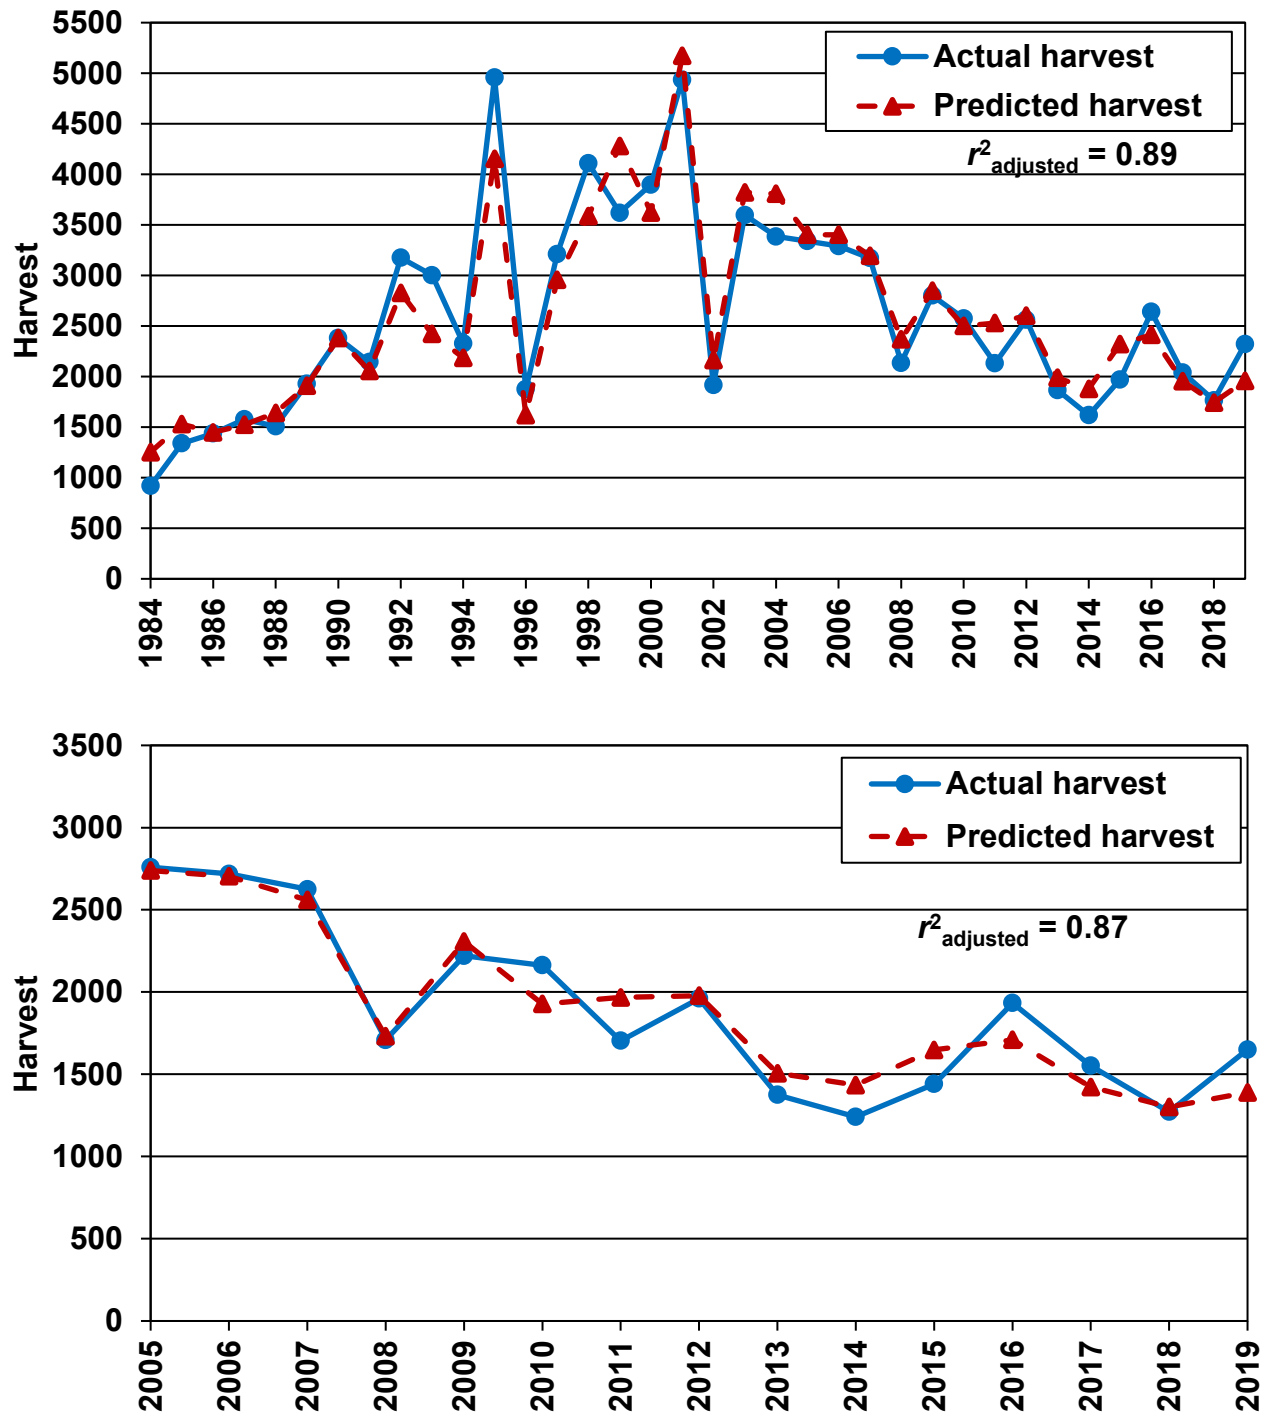 5500
5000
4500
4000
3500
3000
2500
2000
1500
1000
500
0
Harvest
Actual harvest
Predicted harvest
r²adjusted = 0.89
1984 1986 1988 1990 1992 1994 1996 1998 2000 2002 2004 2006 2008 2010 2012 2014 2016 2018
3500
3000
2500
2000
1500
1000
500
0
Harvest
Actual harvest
Predicted harvest
r²adjusted = 0.87
2005 2006 2007 2008 2009 2010 2011 2012 2013 2014 2015 2016 2017 2018 2019